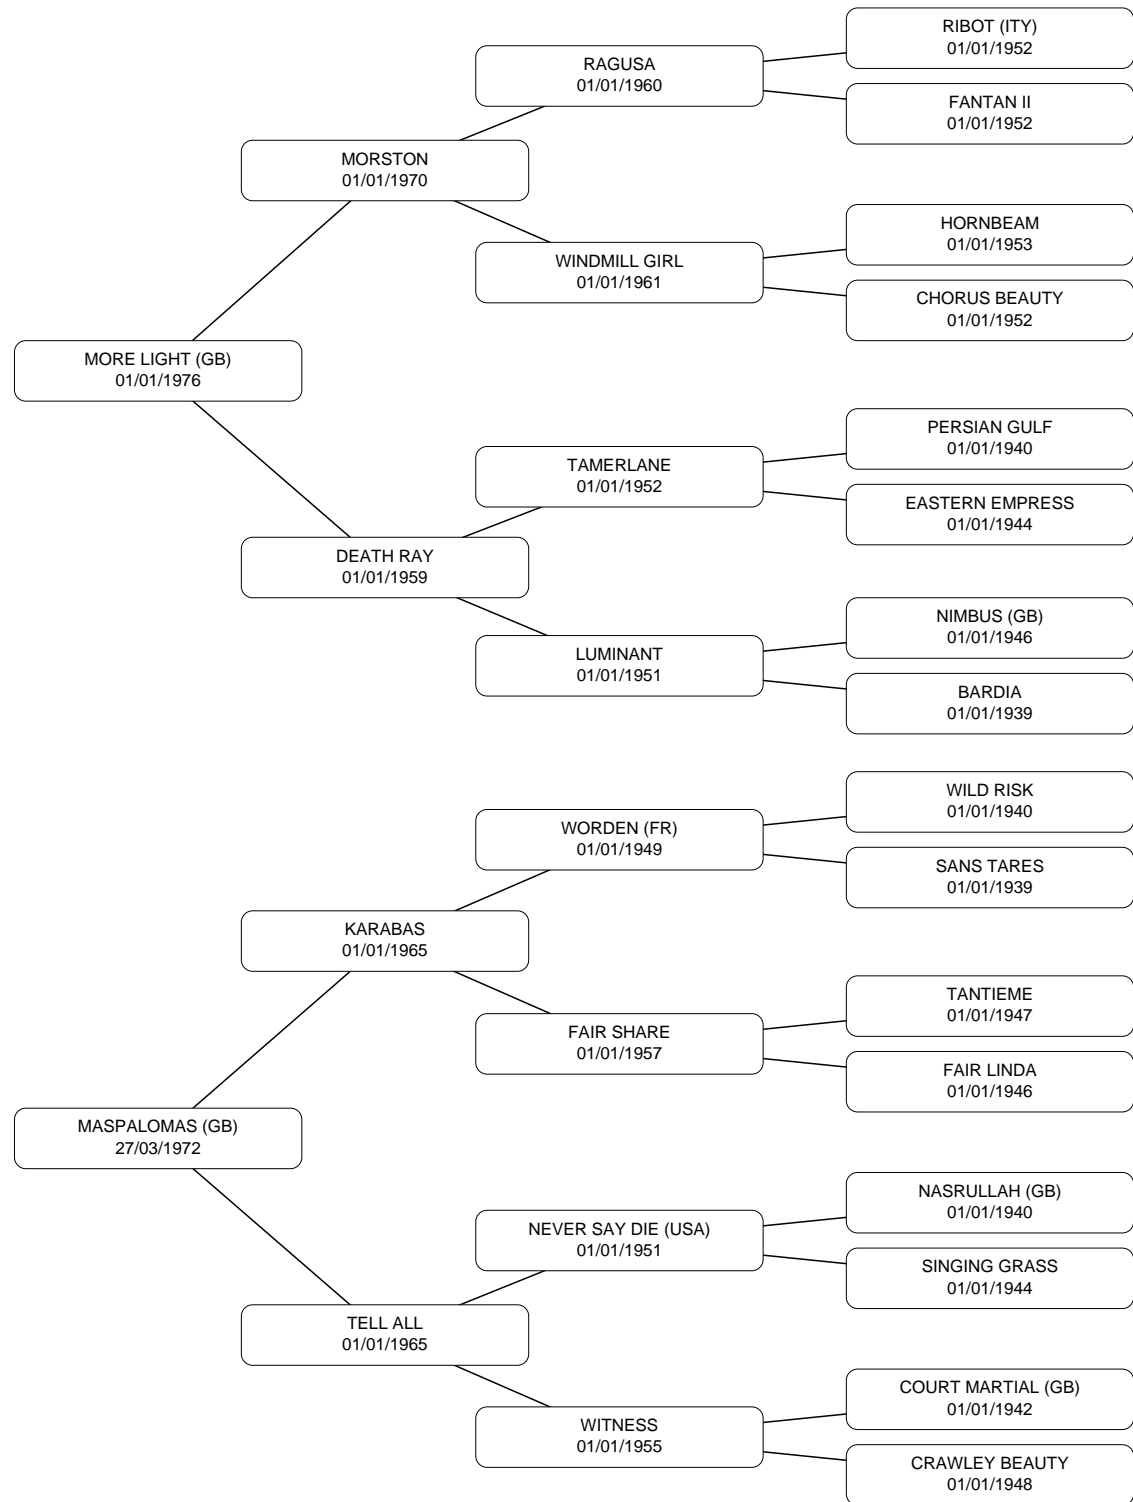 RIBOT (ITY)
01/01/1952
RAGUSA
01/01/1960
FANTAN II
01/01/1952
MORSTON
01/01/1970
HORNBEAM
01/01/1953
WINDMILL GIRL
01/01/1961
CHORUS BEAUTY
01/01/1952
MORE LIGHT (GB)
01/01/1976
PERSIAN GULF
01/01/1940
TAMERLANE
01/01/1952
EASTERN EMPRESS
01/01/1944
DEATH RAY
01/01/1959
NIMBUS (GB)
01/01/1946
LUMINANT
01/01/1951
BARDIA
01/01/1939
WILD RISK
01/01/1940
WORDEN (FR)
01/01/1949
SANS TARES
01/01/1939
KARABAS
01/01/1965
TANTIEME
01/01/1947
FAIR SHARE
01/01/1957
FAIR LINDA
01/01/1946
MASPALOMAS (GB)
27/03/1972
NASRULLAH (GB)
01/01/1940
NEVER SAY DIE (USA)
01/01/1951
SINGING GRASS
01/01/1944
TELL ALL
01/01/1965
COURT MARTIAL (GB)
01/01/1942
WITNESS
01/01/1955
CRAWLEY BEAUTY
01/01/1948